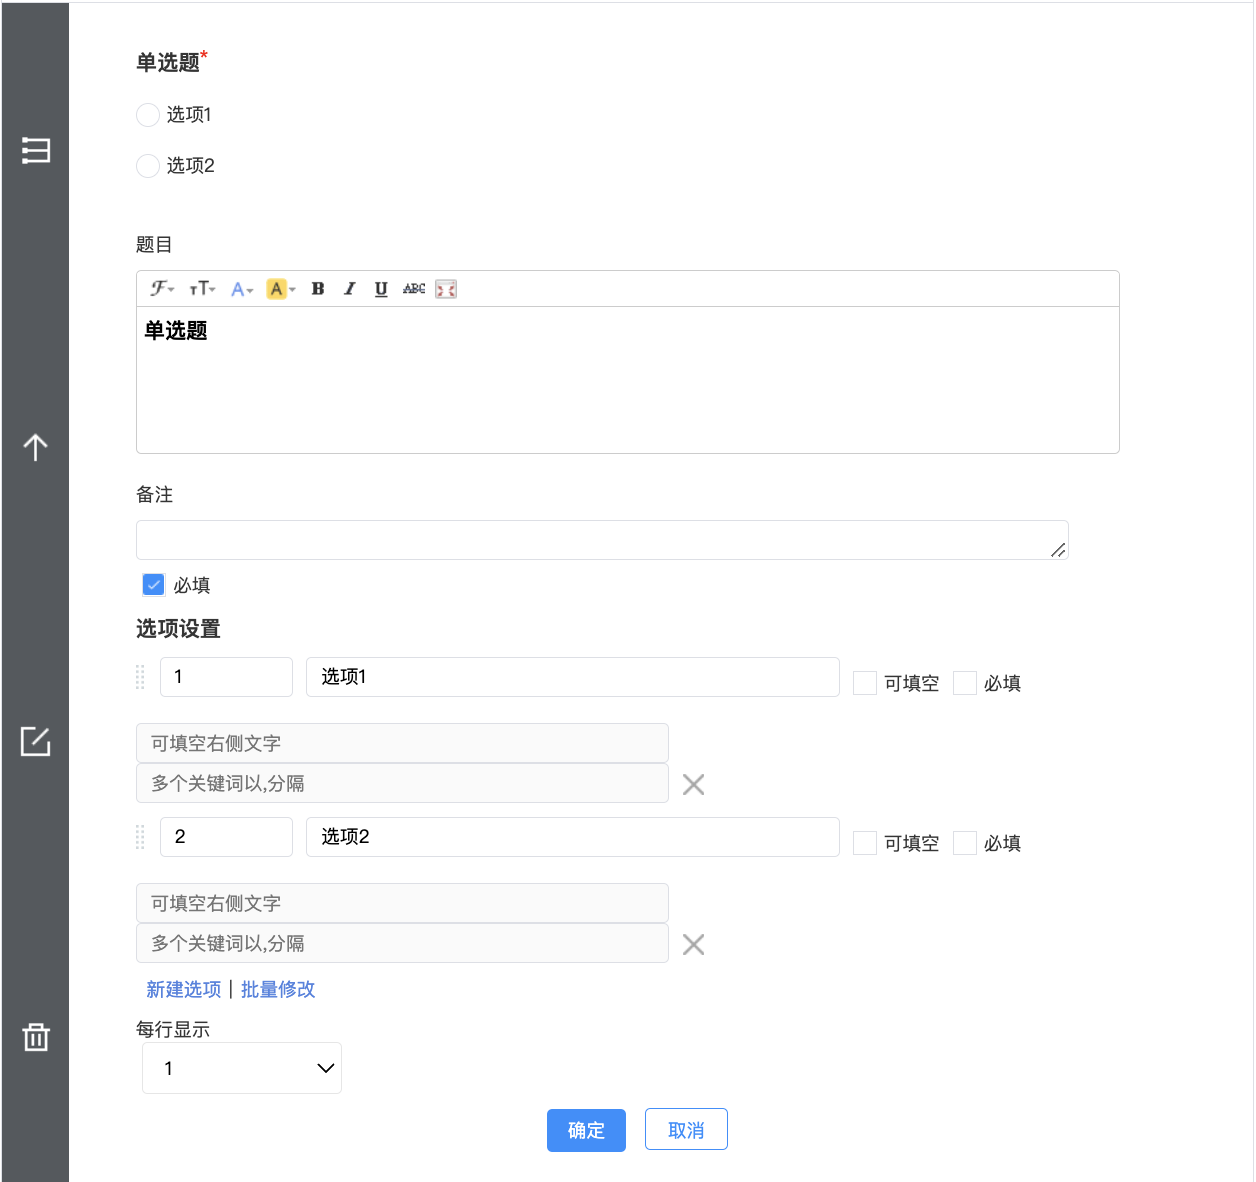 单选题*
选项1
选项2
题目
F TT A A B I U ABC
单选题
备注
必填
选项设置
1 选项1 可填空 必填
可填空右侧文字
多个关键词以,分隔
2 选项2 可填空 必填
可填空右侧文字
多个关键词以,分隔
新建选项 | 批量修改
每行显示
1
确定 取消